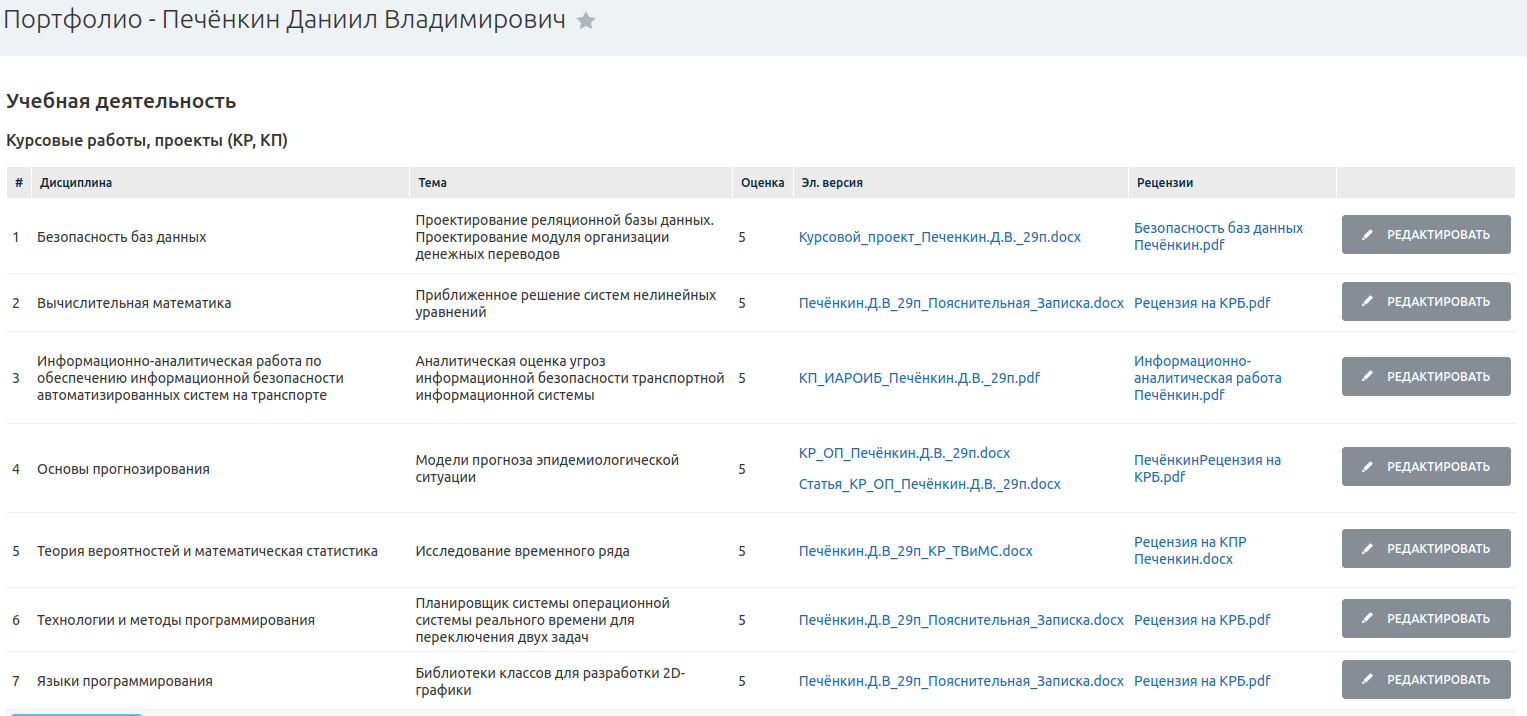 Портфолио - Печёнкин Даниил Владимирович
Учебная деятельность
Курсовые работы, проекты (КР, КП)
# Дисциплина Тема Оценка Эл. версия Рецензии
1 Безопасность баз данных
Проектирование реляционной базы данных.
Проектирование модуля организации
денежных переводов
5
Курсовой_проект_Печенкин.Д.В._29п.docx
Безопасность баз данных
Печёнкин.pdf
РЕДАКТИРОВАТЬ
2 Вычислительная математика
Приближенное решение систем нелинейных
уравнений
5
Печёнкин.Д.В_29п_Пояснительная_Записка.docx
Рецензия на КРБ.pdf
РЕДАКТИРОВАТЬ
3
Информационно-аналитическая работа по
обеспечению информационной безопасности
автоматизированных систем на транспорте
Аналитическая оценка угроз
информационной безопасности транспортной
информационной системы
5
КП_ИАРОИБ_Печёнкин.Д.В._29п.pdf
Информационно-
аналитическая работа
Печёнкин.pdf
РЕДАКТИРОВАТЬ
4 Основы прогнозирования
Модели прогноза эпидемиологической
ситуации
5
КР_ОП_Печёнкин.Д.В._29п.docx
Статья_КР_ОП_Печёнкин.Д.В._29п.docx
ПечёнкинРецензия на
КРБ.pdf
РЕДАКТИРОВАТЬ
5 Теория вероятностей и математическая статистика
Исследование временного ряда
5
Печёнкин.Д.В_29п_КР_ТВиМС.docx
Рецензия на КПР
Печенкин.docx
РЕДАКТИРОВАТЬ
6 Технологии и методы программирования
Планировщик системы операционной
системы реального времени для
переключения двух задач
5
Печёнкин.Д.В_29п_Пояснительная_Записка.docx
Рецензия на КРБ.pdf
РЕДАКТИРОВАТЬ
7 Языки программирования
Библиотеки классов для разработки 2D-
графики
5
Печёнкин.Д.В_29п_Пояснительная_Записка.docx
Рецензия на КРБ.pdf
РЕДАКТИРОВАТЬ